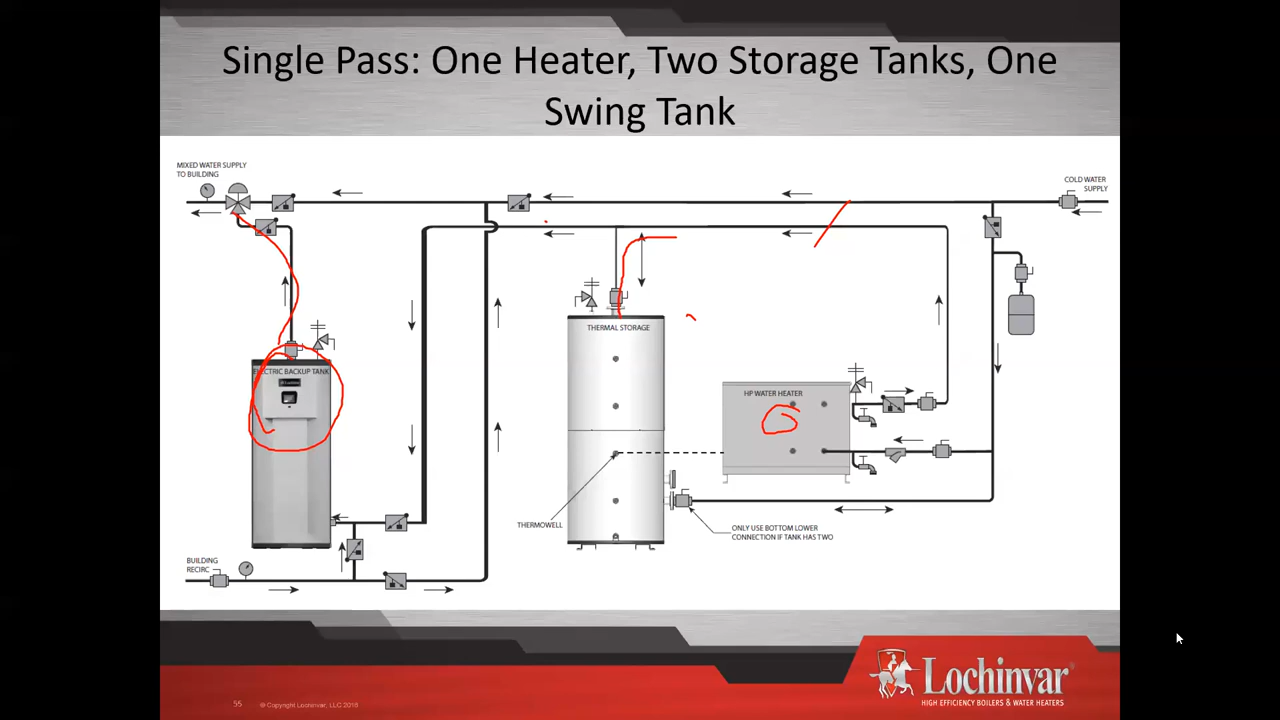 Single Pass: One Heater, Two Storage Tanks, One
Swing Tank
MIXED WATER SUPPLY
TO BUILDING
COLD WATER
SUPPLY
THERMAL STORAGE
ELECTRIC BACKUP TANK
Lochinvar
HP WATER HEATER
THERMOWELL
ONLY USE BOTTOM LOWER
CONNECTION IF TANK HAS TWO
BUILDING
RECIRC
Lochinvar
HIGH EFFICIENCY BOILERS & WATER HEATERS
55
© Copyright Lochinvar, LLC 2018